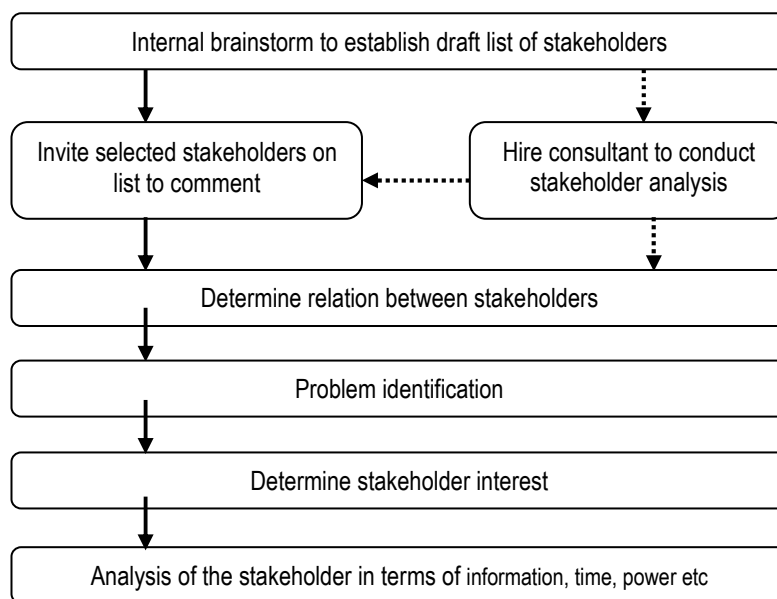 Internal brainstorm to establish draft list of stakeholders
Invite selected stakeholders on
list to comment
Hire consultant to conduct
stakeholder analysis
Determine relation between stakeholders
Problem identification
Determine stakeholder interest
Analysis of the stakeholder in terms of information, time, power etc